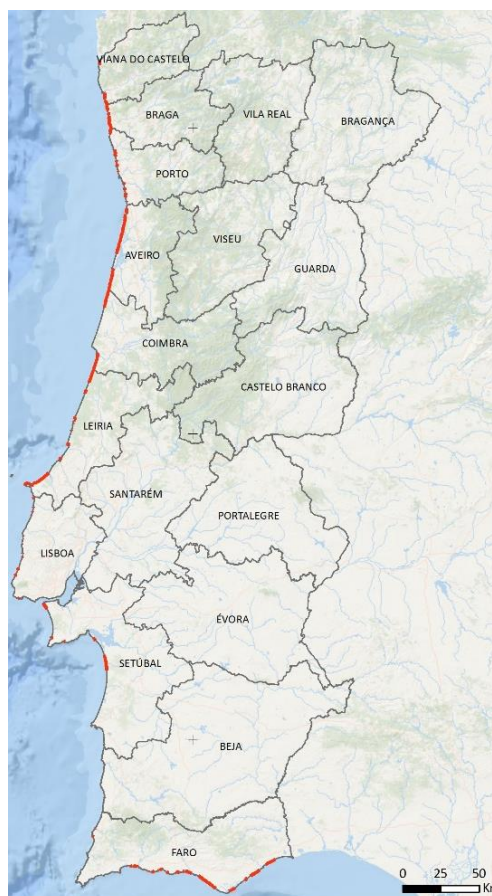 VIANA DO CASTELO
BRAGA
VILA REAL
BRAGANÇA
PORTO
AVEIRO
VISEU
GUARDA
COIMBRA
CASTELO BRANCO
LEIRIA
SANTARÉM
PORTALEGRE
LISBOA
ÉVORA
SETÚBAL
BEJA
FARO
0 25 50